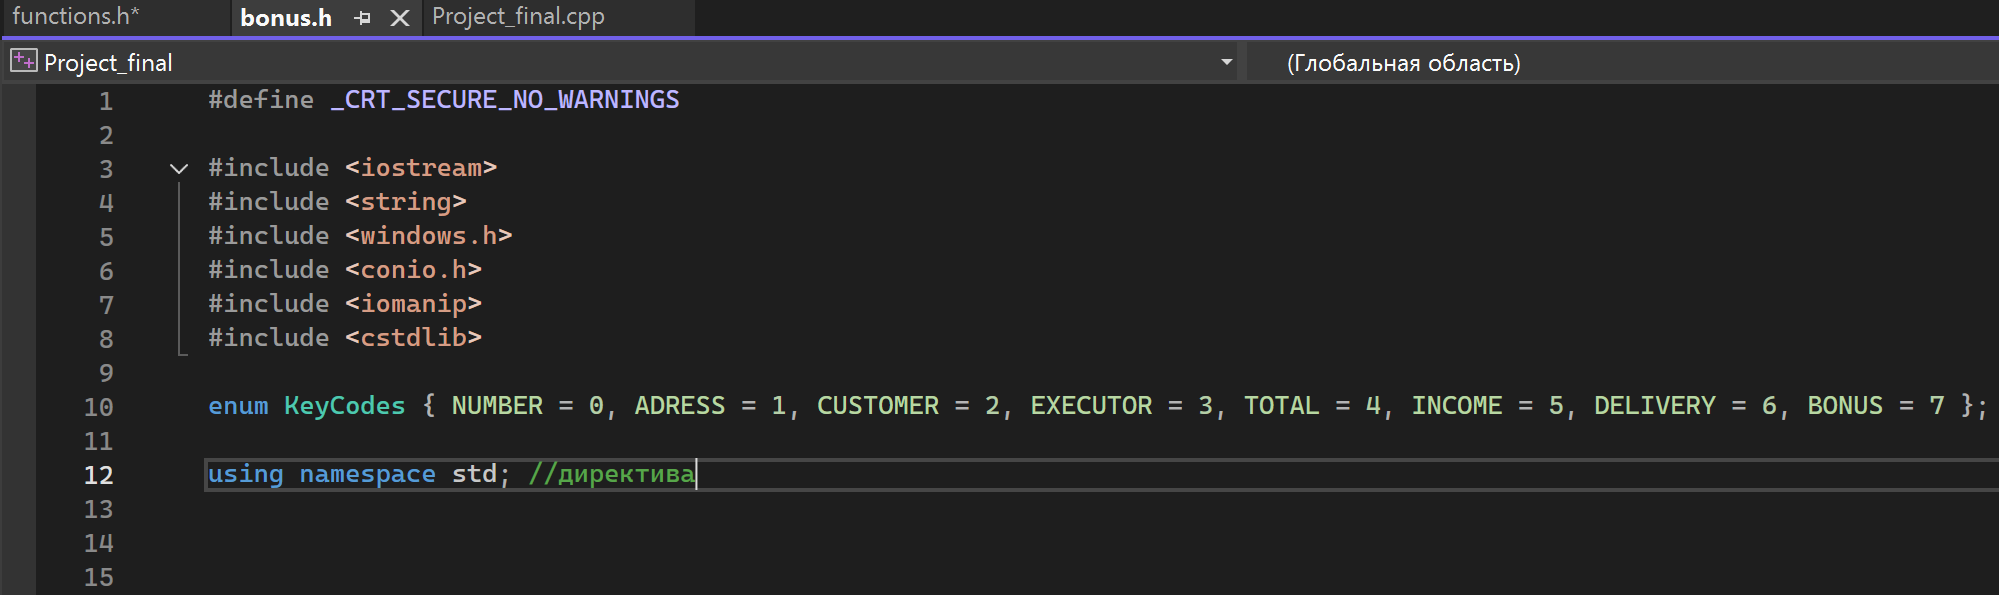 functions.h* bonus.h Project_final.cpp
Project_final (Глобальная область)
1 #define _CRT_SECURE_NO_WARNINGS
2
3 #include <iostream>
4 #include <string>
5 #include <windows.h>
6 #include <conio.h>
7 #include <iomanip>
8 #include <cstdlib>
9
10 enum KeyCodes { NUMBER = 0, ADRESS = 1, CUSTOMER = 2, EXECUTOR = 3, TOTAL = 4, INCOME = 5, DELIVERY = 6, BONUS = 7 };
11
12 using namespace std; //директива
13
14
15